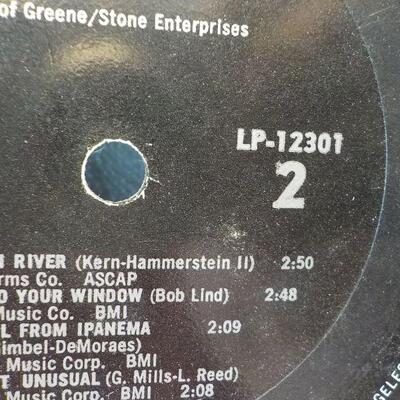 of Greene/Stone Enterprises
LP-12301
2
RIVER (Kern-Hammerstein II) 2:50
rms Co. ASCAP
YOUR WINDOW (Bob Lind) 2:48
Music Co. BMI
L FROM IPANEMA 2:09
imbel-DeMoraes)
Music Corp. BMI
T UNUSUAL (G. Mills-L. Reed)
Music Corp. BMI 2:08
GELES